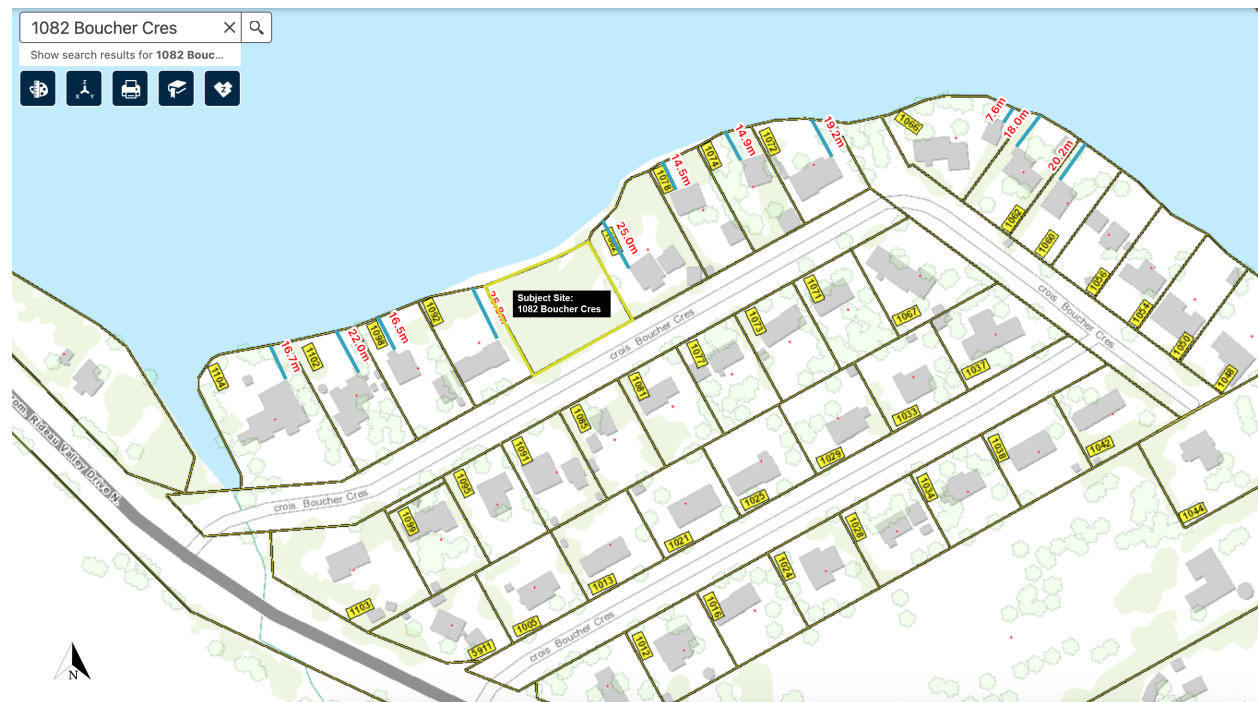 1082 Boucher Cres
Show search results for 1082 Bouc...
Z
X Y
Z
7.6m
18.0m
20.2m
1066
19.2m
1072
14.9m
1074
14.5m
1078
25.0m
1062
1060
1056
1054
1050
1048
Subject Site:
1082 Boucher Cres
1092
16.5m
1098
22.0m
1102
16.7m
1104
crois. Boucher Cres
crois. Boucher Cres
crois. Boucher Cres
crois. Boucher Cres
1071
1067
1073
1077
1037
1081
1033
1085
1029
1091
1025
1095
1021
1099
1013
1103
1005
5911
1042
1038
1034
1028
1024
1016
1012
1044
prom. Rideau Valley Drive N.
N